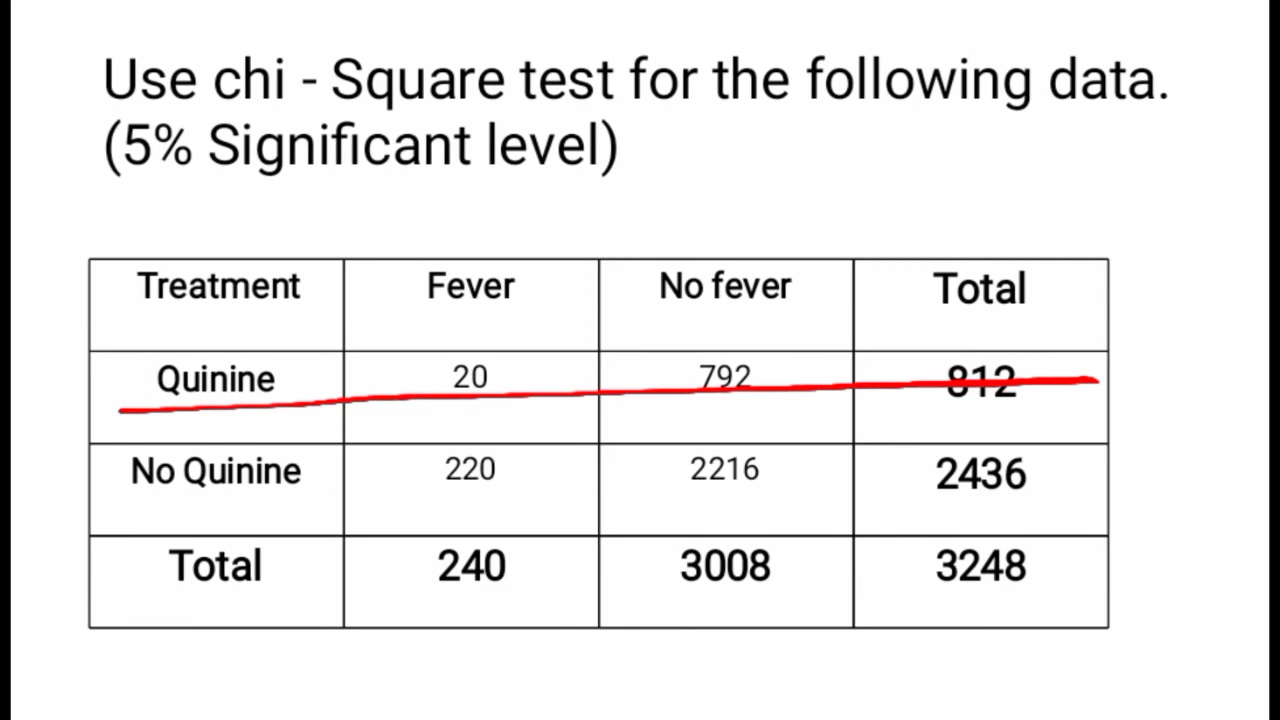 Use chi - Square test for the following data.
(5% Significant level)
Treatment Fever No fever Total
Quinine 20 792 812
No Quinine 220 2216 2436
Total 240 3008 3248